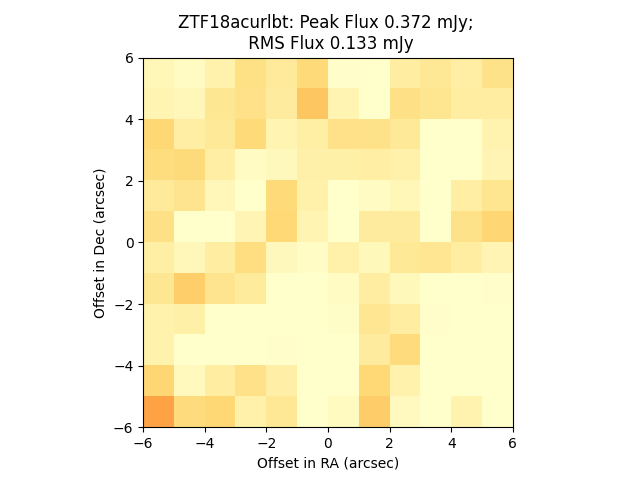 ZTF18acurlbt: Peak Flux 0.372 mJy;
RMS Flux 0.133 mJy
6
4
2
0
−2
−4
−6
Offset in Dec (arcsec)
−6 −4 −2 0 2 4 6
Offset in RA (arcsec)